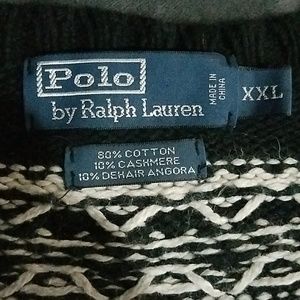 Polo
by Ralph Lauren
MADE IN
CHINA
XXL
80% COTTON
10% CASHMERE
10% DEHAIR ANGORA